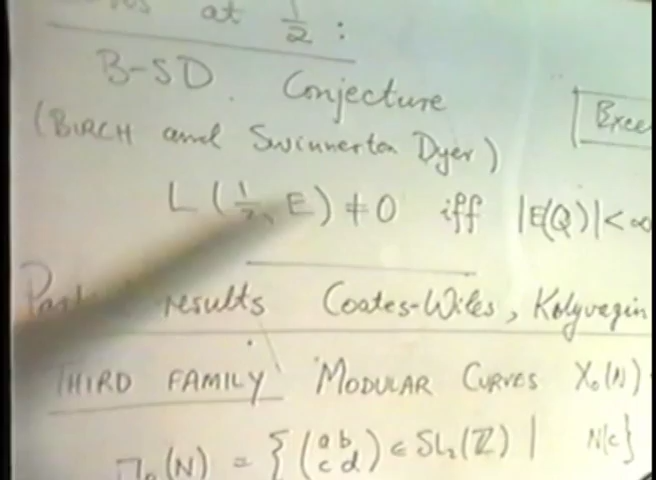 at 1/2 :
B-SD. Conjecture
(BIRCH and Swinnerton Dyer)
L(1/2, E) ≠ 0 iff |E(Q)| < ∞
results Coates-Wiles, Kolyvagin
THIRD FAMILY MODULAR CURVES X₀(N)
Γ₀(N) = { (a b c d) ∈ SL₂(ℤ) | N|c }